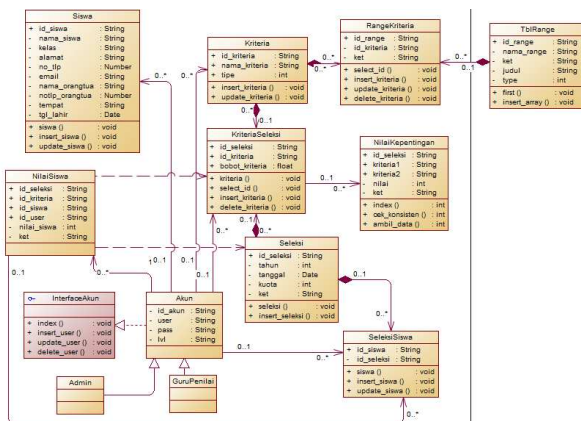 Siswa
+ id_siswa : String
- nama_siswa : String
- kelas : String
- alamat : String
- no_tlp : Number
- email : String
- nama_orangtua : String
- notlp_orangtua : Number
- tempat : String
- tgl_lahir : Date
+ siswa () : void
+ insert_siswa () : void
+ update_siswa () : void
Kriteria
+ id_kriteria : String
- nama_kriteria : String
+ tipe : int
+ insert_kriteria () : void
+ update_kriteria () : void
RangeKriteria
+ id_range : String
- id_kriteria : String
- ket : String
+ select_id () : void
+ insert_kriteria () : void
+ update_kriteria () : void
+ delete_kriteria () : void
TblRange
+ id_range : String
- nama_range : String
- ket : String
- judul : String
- type : int
+ first () : void
+ insert_array () : void
KriteriaSeleksi
+ id_seleksi : String
+ id_kriteria : String
+ bobot_kriteria : float
+ kriteria () : void
+ select_id () : void
+ insert_kriteria () : void
+ delete_kriteria () : void
NilaiKepentingan
+ id_seleksi : String
+ kriteria1 : String
+ kriteria2 : String
- nilai : int
- ket : String
+ index () : int
+ cek_konsisten () : int
+ ambil_data () : int
NilaiSiswa
+ id_seleksi : String
+ id_kriteria : String
+ id_siswa : String
+ id_user : String
- nilai_siswa : int
- ket : String
Seleksi
+ id_seleksi : String
- tahun : int
- tanggal : Date
- kuota : int
- ket : String
+ seleksi () : void
+ insert_seleksi () : void
InterfaceAkun
+ index () : void
+ insert_user () : void
+ update_user () : void
+ delete_user () : void
Akun
- id_akun : String
- user : String
- pass : String
- lvl : String
SeleksiSiswa
+ id_siswa : String
- id_seleksi : String
+ siswa () : void
+ insert_siswa () : void
+ update_siswa () : void
Admin
GuruPenilai
0..*
0..*
0..1
0..*
0..*
0..1
0..1
0..1
0..*
0..1
0..*
0..1
0..1
0..1
0..1
0..*
0..1
0..*
0..*